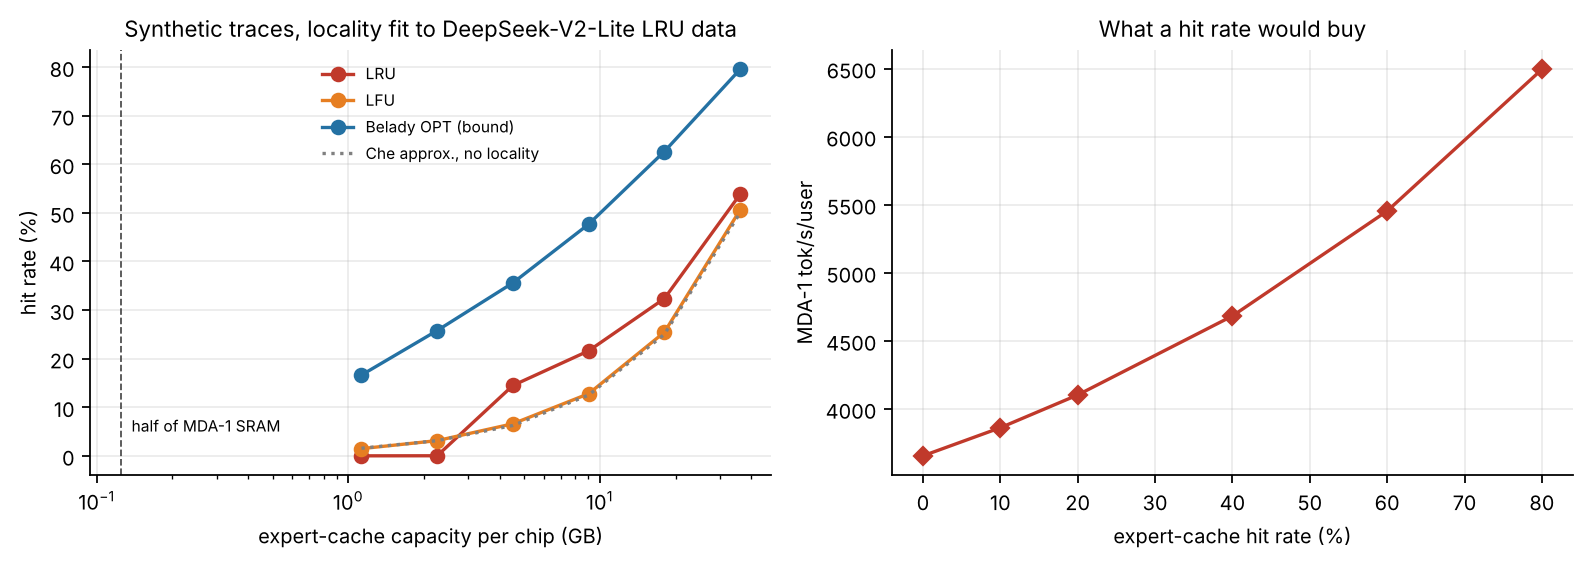 Synthetic traces, locality fit to DeepSeek-V2-Lite LRU data
LRU
LFU
Belady OPT (bound)
Che approx., no locality
half of MDA-1 SRAM
hit rate (%)
80
70
60
50
40
30
20
10
0
10⁻¹
10⁰
10¹
expert-cache capacity per chip (GB)
What a hit rate would buy
MDA-1 tok/s/user
6500
6000
5500
5000
4500
4000
0
10
20
30
40
50
60
70
80
expert-cache hit rate (%)